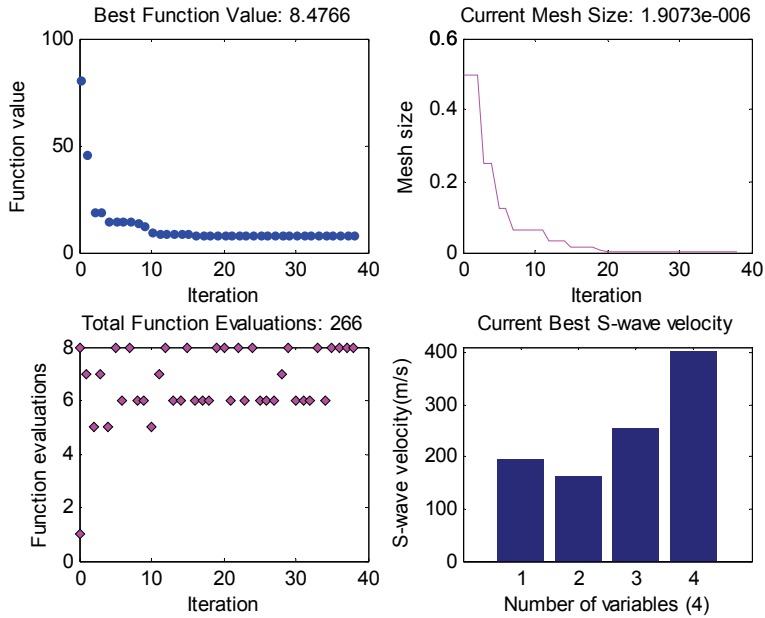 Best Function Value: 8.4766
100
50
0
Function value
0 10 20 30 40
Iteration
Current Mesh Size: 1.9073e-006
0.6
0.4
0.2
0
Mesh size
0 10 20 30 40
Iteration
Total Function Evaluations: 266
8
6
4
2
0
Function evaluations
0 10 20 30 40
Iteration
Current Best S-wave velocity
400
300
200
100
0
S-wave velocity(m/s)
1 2 3 4
Number of variables (4)